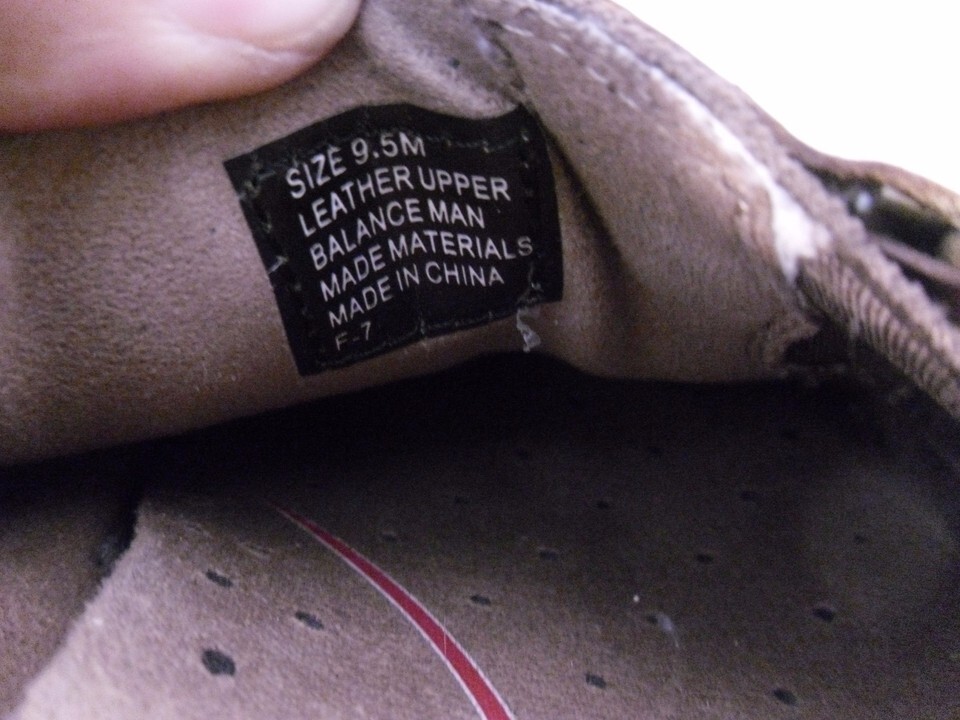 SIZE 9.5M
LEATHER UPPER
BALANCE MAN
MADE MATERIALS
MADE IN CHINA
F-7